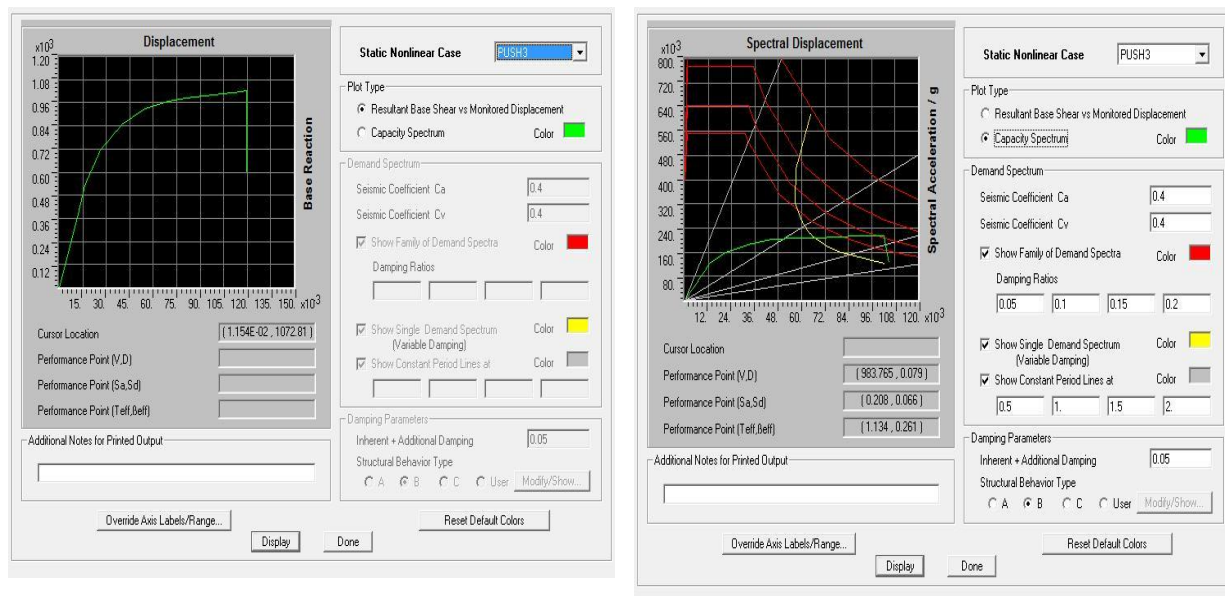 Displacement
x10³
1.20
1.08
0.96
0.84
0.72
0.60
0.48
0.36
0.24
0.12
15. 30. 45. 60. 75. 90. 105. 120. 135. 150. x10³
Base Reaction
Cursor Location (1.154E-02 , 1072.81)
Performance Point (V,D)
Performance Point (Sa,Sd)
Performance Point (Teff,βeff)
Additional Notes for Printed Output
Override Axis Labels/Range...
Static Nonlinear Case PUSH3
Plot Type
Resultant Base Shear vs Monitored Displacement
Capacity Spectrum Color
Demand Spectrum
Seismic Coefficient Ca 0.4
Seismic Coefficient Cv 0.4
Show Family of Demand Spectra Color
Damping Ratios
Show Single Demand Spectrum Color
(Variable Damping)
Show Constant Period Lines at Color
Damping Parameters
Inherent + Additional Damping 0.05
Structural Behavior Type
A B C User Modify/Show...
Reset Default Colors
Display Done
Spectral Displacement
x10³
800.
720.
640.
560.
480.
400.
320.
240.
160.
80.
12. 24. 36. 48. 60. 72. 84. 96. 108. 120. x10³
Spectral Acceleration / g
Cursor Location
Performance Point (V,D) (983.765 , 0.079)
Performance Point (Sa,Sd) (0.208 , 0.066)
Performance Point (Teff,βeff) (1.134 , 0.261)
Additional Notes for Printed Output
Override Axis Labels/Range...
Static Nonlinear Case PUSH3
Plot Type
Resultant Base Shear vs Monitored Displacement
Capacity Spectrum Color
Demand Spectrum
Seismic Coefficient Ca 0.4
Seismic Coefficient Cv 0.4
Show Family of Demand Spectra Color
Damping Ratios
0.05 0.1 0.15 0.2
Show Single Demand Spectrum Color
(Variable Damping)
Show Constant Period Lines at Color
0.5 1. 1.5 2.
Damping Parameters
Inherent + Additional Damping 0.05
Structural Behavior Type
A B C User Modify/Show...
Reset Default Colors
Display Done